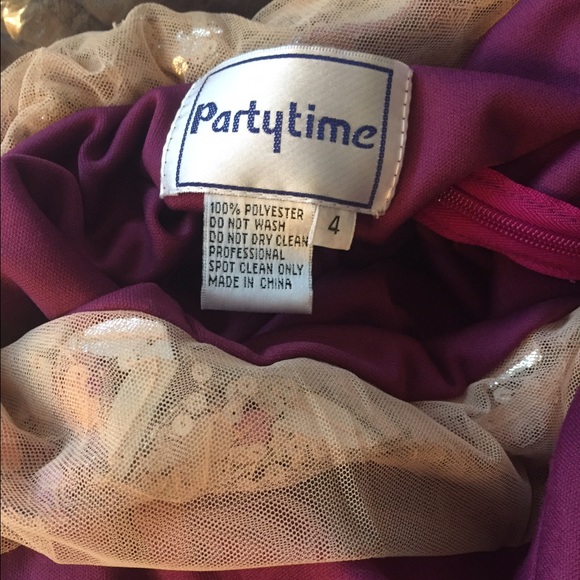 Partytime
100% POLYESTER
DO NOT WASH
DO NOT DRY CLEAN
PROFESSIONAL
SPOT CLEAN ONLY
MADE IN CHINA
4